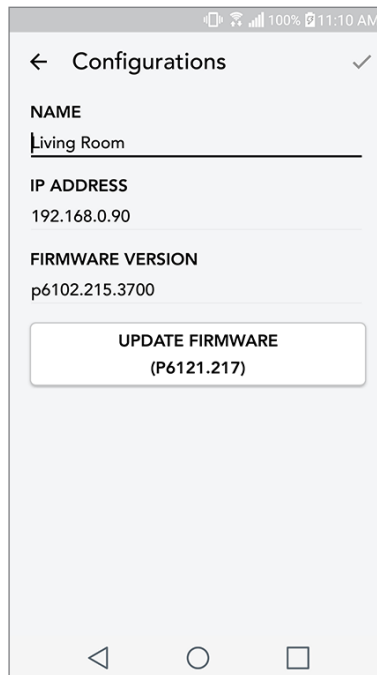 100% 11:10 AM
Configurations
NAME
Living Room
IP ADDRESS
192.168.0.90
FIRMWARE VERSION
p6102.215.3700
UPDATE FIRMWARE
(P6121.217)